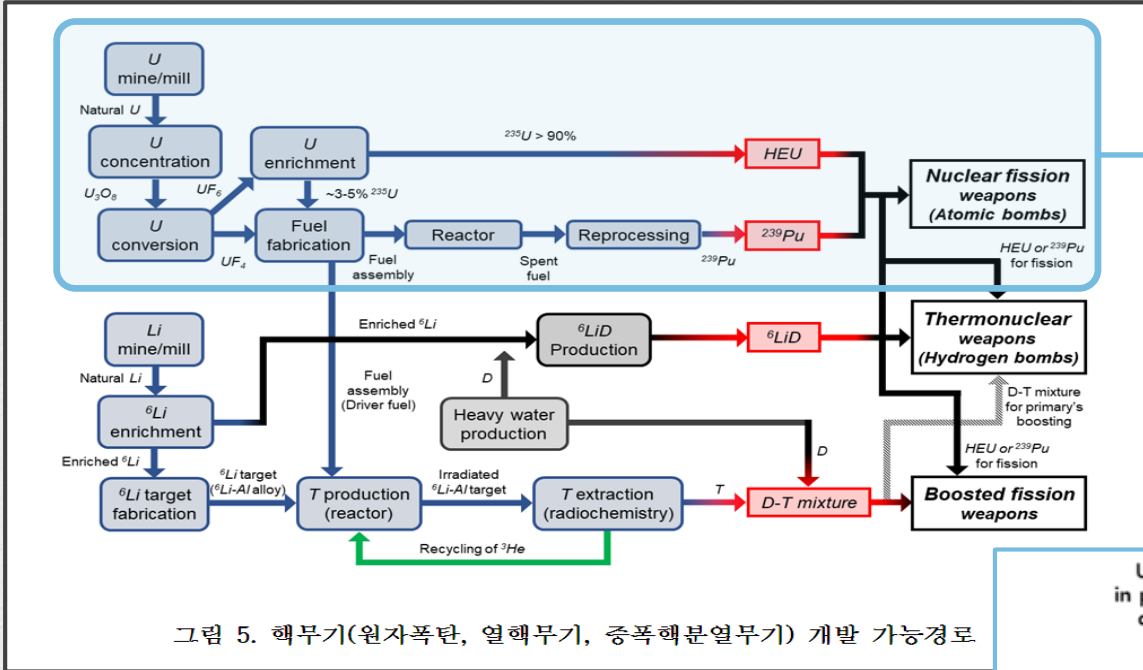 U
mine/mill
Natural U
U
concentration
U₃O₈
U
conversion
UF₆
UF₄
U
enrichment
~3-5% ²³⁵U
Fuel
fabrication
²³⁵U > 90%
Fuel
assembly
Reactor
Spent
fuel
Reprocessing
²³⁹Pu
HEU
²³⁹Pu
Nuclear fission
weapons
(Atomic bombs)
HEU or ²³⁹Pu
for fission
Li
mine/mill
Natural Li
⁶Li
enrichment
Enriched ⁶Li
⁶Li target
fabrication
Enriched ⁶Li
Fuel
assembly
(Driver fuel)
⁶LiD
Production
D
Heavy water
production
⁶LiD
Thermonuclear
weapons
(Hydrogen bombs)
D-T mixture
for primary's
boosting
⁶Li target
(⁶Li-Al alloy)
T production
(reactor)
Irradiated
⁶Li-Al target
T extraction
(radiochemistry)
Recycling of ³He
T
D
D-T mixture
HEU or ²³⁹Pu
for fission
Boosted fission
weapons
in
그림 5. 핵무기(원자폭탄, 열핵무기, 증폭핵분열무기) 개발 가능경로